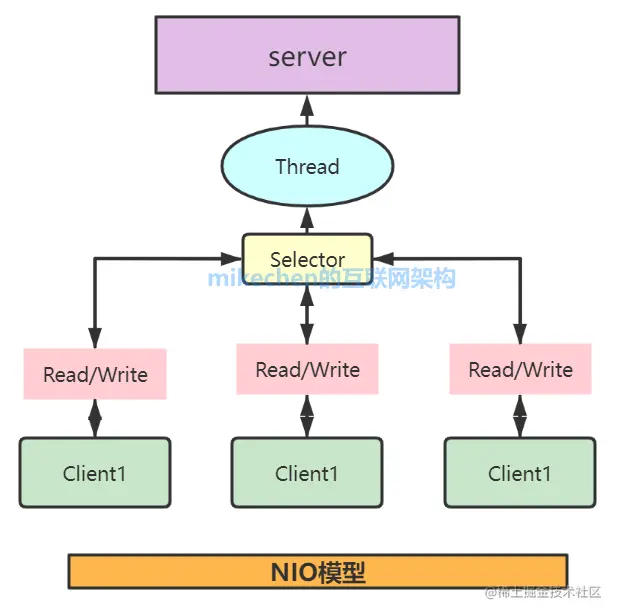 server
Thread
Selector
mikechen的互联网架构
Read/Write
Read/Write
Read/Write
Client1
Client1
Client1
NIO模型
@稀土掘金技术社区